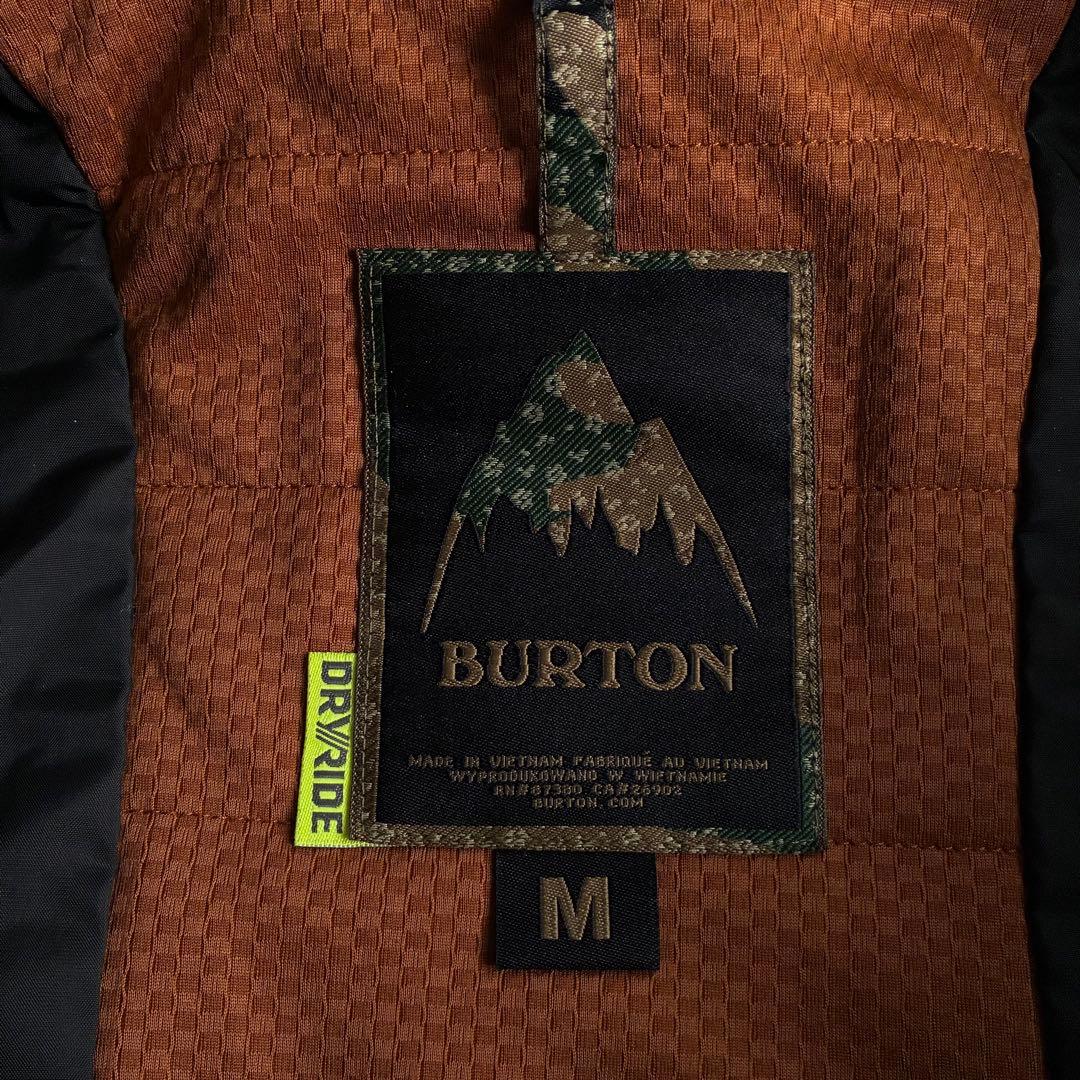 BURTON
DRY//RIDE
MADE IN VIETNAM FABRIQUÉ AU VIETNAM
WYPRODUKOWANO W WIETNAMIE
RN#87380 CA#26902
BURTON.COM
M